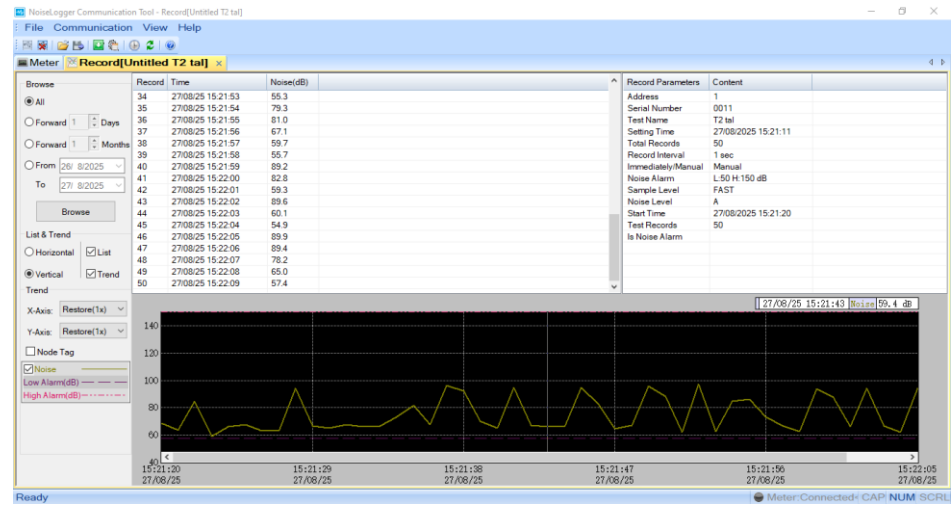 NoiseLogger Communication Tool - Record[Untitled T2 tal]
File Communication View Help
Meter Record[Untitled T2 tal] ×
Browse
All
Forward 1 Days
Forward 1 Months
From 26/ 8/2025
To 27/ 8/2025
Browse
List & Trend
Horizontal List
Vertical Trend
Trend
X-Axis: Restore(1x)
Y-Axis: Restore(1x)
Node Tag
Noise
Low Alarm(dB)
High Alarm(dB)
Record Time Noise(dB)
34 27/08/25 15:21:53 55.3
35 27/08/25 15:21:54 79.3
36 27/08/25 15:21:55 81.0
37 27/08/25 15:21:56 67.1
38 27/08/25 15:21:57 59.7
39 27/08/25 15:21:58 55.7
40 27/08/25 15:21:59 89.2
41 27/08/25 15:22:00 82.8
42 27/08/25 15:22:01 59.3
43 27/08/25 15:22:02 89.6
44 27/08/25 15:22:03 60.1
45 27/08/25 15:22:04 54.9
46 27/08/25 15:22:05 89.9
47 27/08/25 15:22:06 89.4
48 27/08/25 15:22:07 78.2
49 27/08/25 15:22:08 65.0
50 27/08/25 15:22:09 57.4
Record Parameters Content
Address 1
Serial Number 0011
Test Name T2 tal
Setting Time 27/08/2025 15:21:11
Total Records 50
Record Interval 1 sec
Immediately/Manual Manual
Noise Alarm L:50 H:150 dB
Sample Level FAST
Noise Level A
Start Time 27/08/2025 15:21:20
Test Records 50
Is Noise Alarm
27/08/25 15:21:43 Noise 59.4 dB
140
120
100
80
60
40
15:21:20 15:21:29 15:21:38 15:21:47 15:21:56 15:22:05
27/08/25 27/08/25 27/08/25 27/08/25 27/08/25 27/08/25
Ready Meter:Connected< CAP NUM SCRL